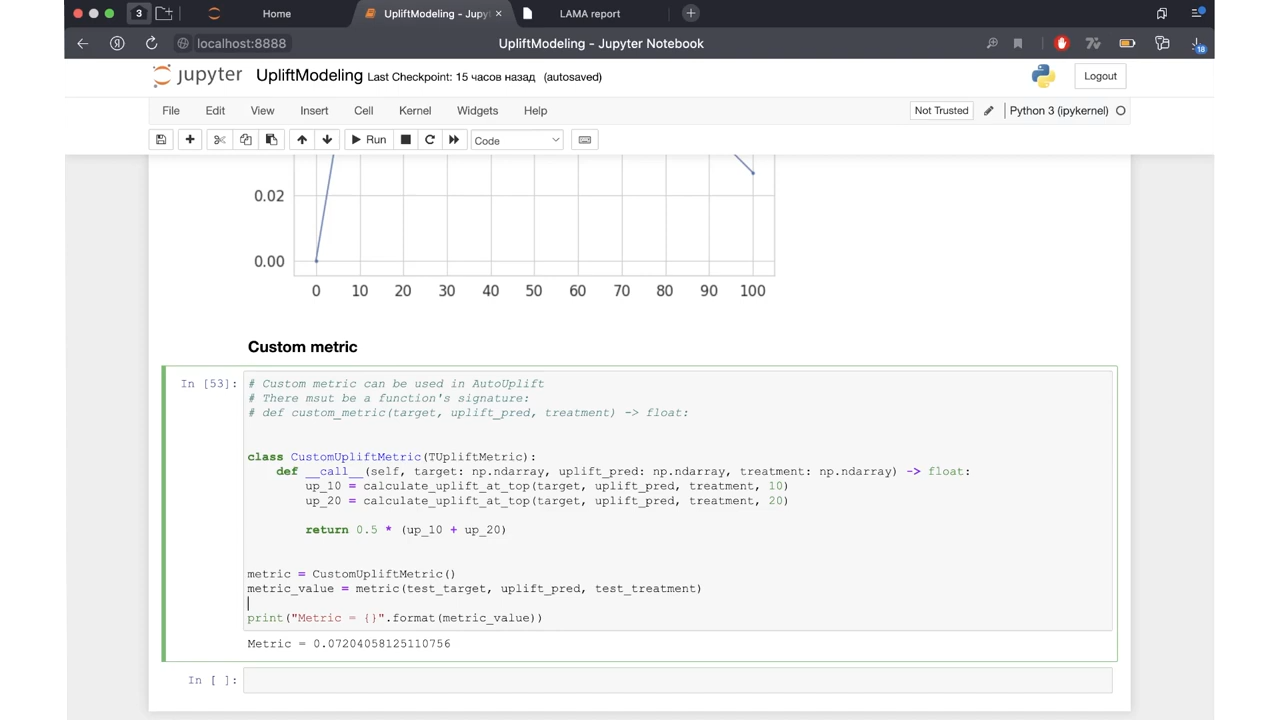 3
Home
UpliftModeling - Jupyt
LAMA report
localhost:8888
UpliftModeling - Jupyter Notebook
18
jupyter UpliftModeling Last Checkpoint: 15 часов назад (autosaved)
Logout
File Edit View Insert Cell Kernel Widgets Help
Not Trusted
Python 3 (ipykernel)
Run
Code
0.02
0.00
0 10 20 30 40 50 60 70 80 90 100
Custom metric
In [53]:
# Custom metric can be used in AutoUplift
# There msut be a function's signature:
# def custom_metric(target, uplift_pred, treatment) -> float:
class CustomUpliftMetric(TUpliftMetric):
def __call__(self, target: np.ndarray, uplift_pred: np.ndarray, treatment: np.ndarray) -> float:
up_10 = calculate_uplift_at_top(target, uplift_pred, treatment, 10)
up_20 = calculate_uplift_at_top(target, uplift_pred, treatment, 20)
return 0.5 * (up_10 + up_20)
metric = CustomUpliftMetric()
metric_value = metric(test_target, uplift_pred, test_treatment)
print("Metric = {}".format(metric_value))
Metric = 0.07204058125110756
In [ ]: